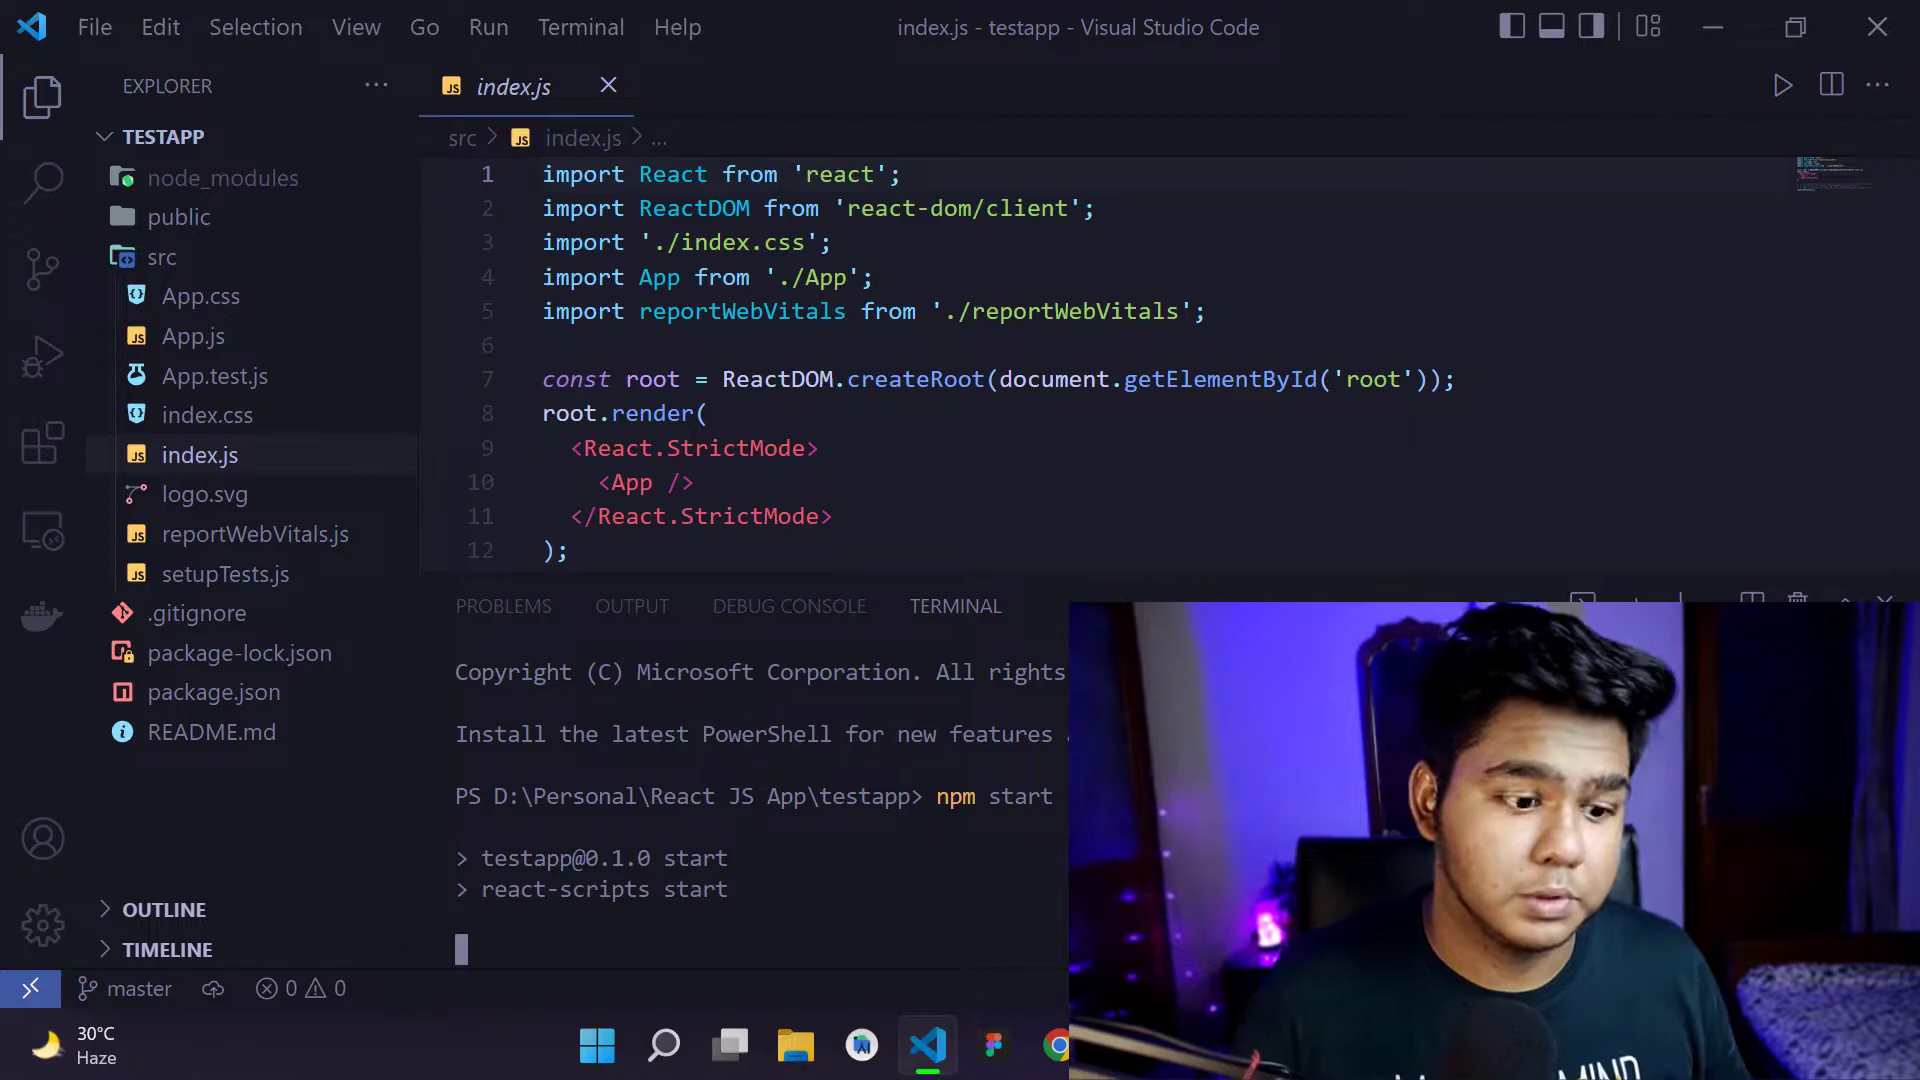 File Edit Selection View Go Run Terminal Help
index.js - testapp - Visual Studio Code
EXPLORER
TESTAPP
node_modules
public
src
App.css
App.js
App.test.js
index.css
index.js
logo.svg
reportWebVitals.js
setupTests.js
.gitignore
package-lock.json
package.json
README.md
OUTLINE
TIMELINE
JS index.js
src > JS index.js > ...
1 import React from 'react';
2 import ReactDOM from 'react-dom/client';
3 import './index.css';
4 import App from './App';
5 import reportWebVitals from './reportWebVitals';
6
7 const root = ReactDOM.createRoot(document.getElementById('root'));
8 root.render(
9 <React.StrictMode>
10 <App />
11 </React.StrictMode>
12 );
PROBLEMS OUTPUT DEBUG CONSOLE TERMINAL
Copyright (C) Microsoft Corporation. All rights
Install the latest PowerShell for new features
PS D:\Personal\React JS App\testapp> npm start
> testapp@0.1.0 start
> react-scripts start
master 0 0
30°C
Haze